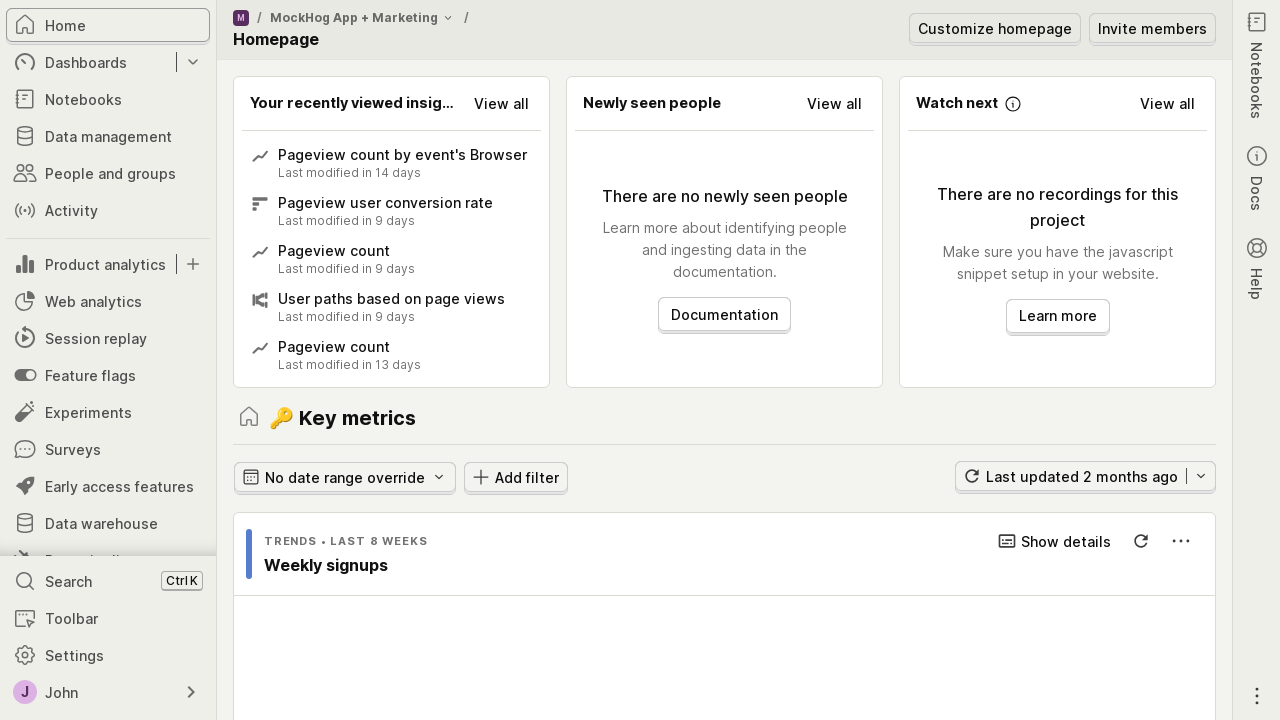 Home
Dashboards
Notebooks
Data management
People and groups
Activity
Product analytics
Web analytics
Session replay
Feature flags
Experiments
Surveys
Early access features
Data warehouse
Search Ctrl K
Toolbar
Settings
J John
M / MockHog App + Marketing /
Homepage
Customize homepage
Invite members
Your recently viewed insig... View all
Pageview count by event's Browser
Last modified in 14 days
Pageview user conversion rate
Last modified in 9 days
Pageview count
Last modified in 9 days
User paths based on page views
Last modified in 9 days
Pageview count
Last modified in 13 days
Newly seen people View all
There are no newly seen people
Learn more about identifying people
and ingesting data in the
documentation.
Documentation
Watch next View all
There are no recordings for this
project
Make sure you have the javascript
snippet setup in your website.
Learn more
🔑 Key metrics
No date range override
Add filter
Last updated 2 months ago
TRENDS • LAST 8 WEEKS
Weekly signups
Show details
Notebooks
Docs
Help